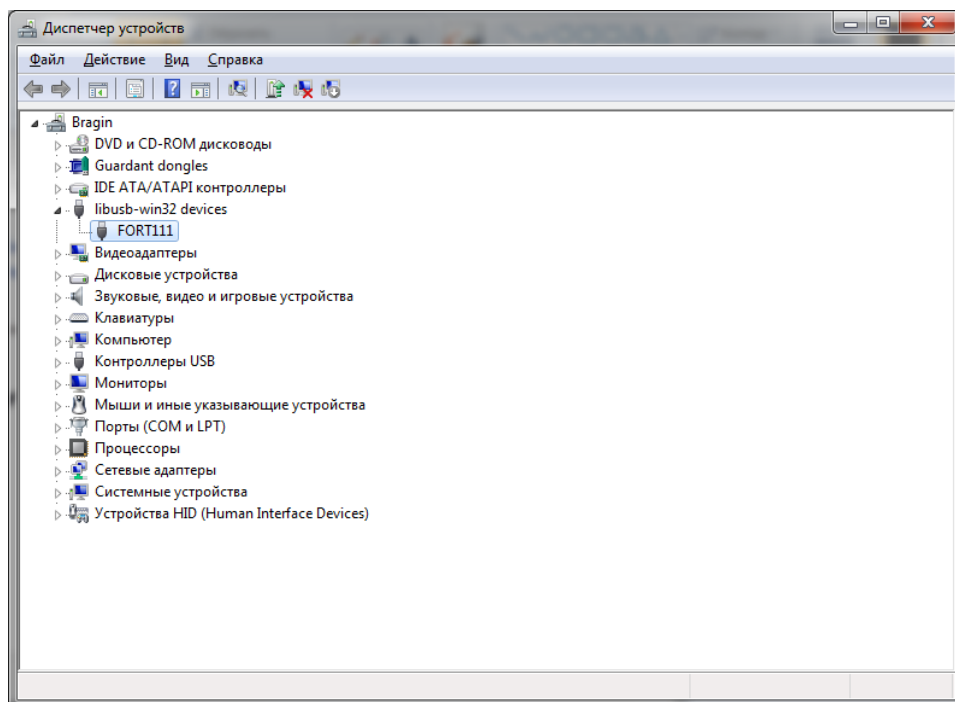 Диспетчер устройств
Файл Действие Вид Справка
Bragin
DVD и CD-ROM дисководы
Guardant dongles
IDE ATA/ATAPI контроллеры
libusb-win32 devices
FORT111
Видеоадаптеры
Дисковые устройства
Звуковые, видео и игровые устройства
Клавиатуры
Компьютер
Контроллеры USB
Мониторы
Мыши и иные указывающие устройства
Порты (COM и LPT)
Процессоры
Сетевые адаптеры
Системные устройства
Устройства HID (Human Interface Devices)